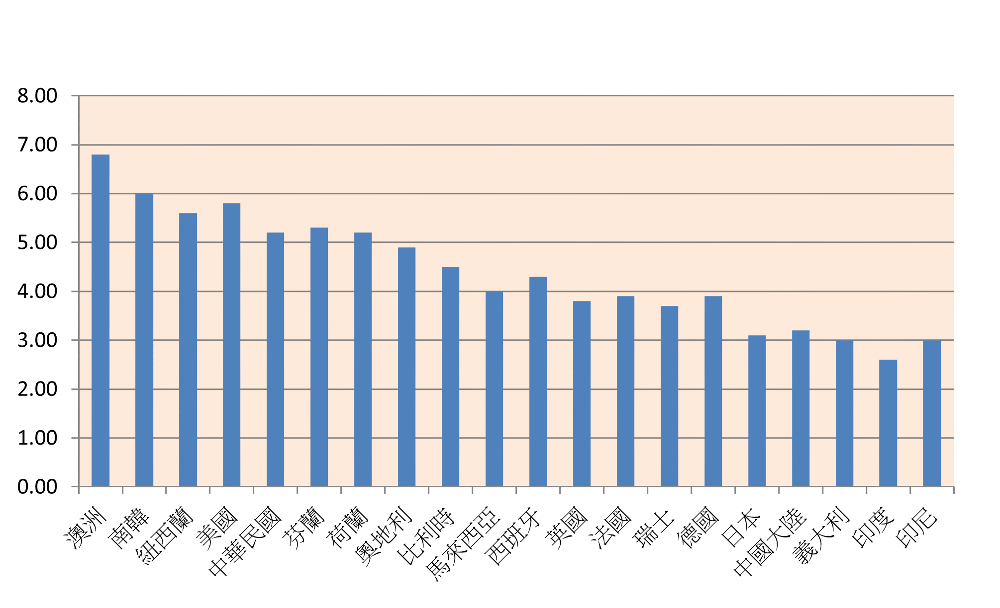 8.00
7.00
6.00
5.00
4.00
3.00
2.00
1.00
0.00
澳洲
南韓
紐西蘭
美國
中華民國
芬蘭
荷蘭
奧地利
比利時
馬來西亞
西班牙
英國
法國
瑞士
德國
日本
中國大陸
義大利
印度
印尼